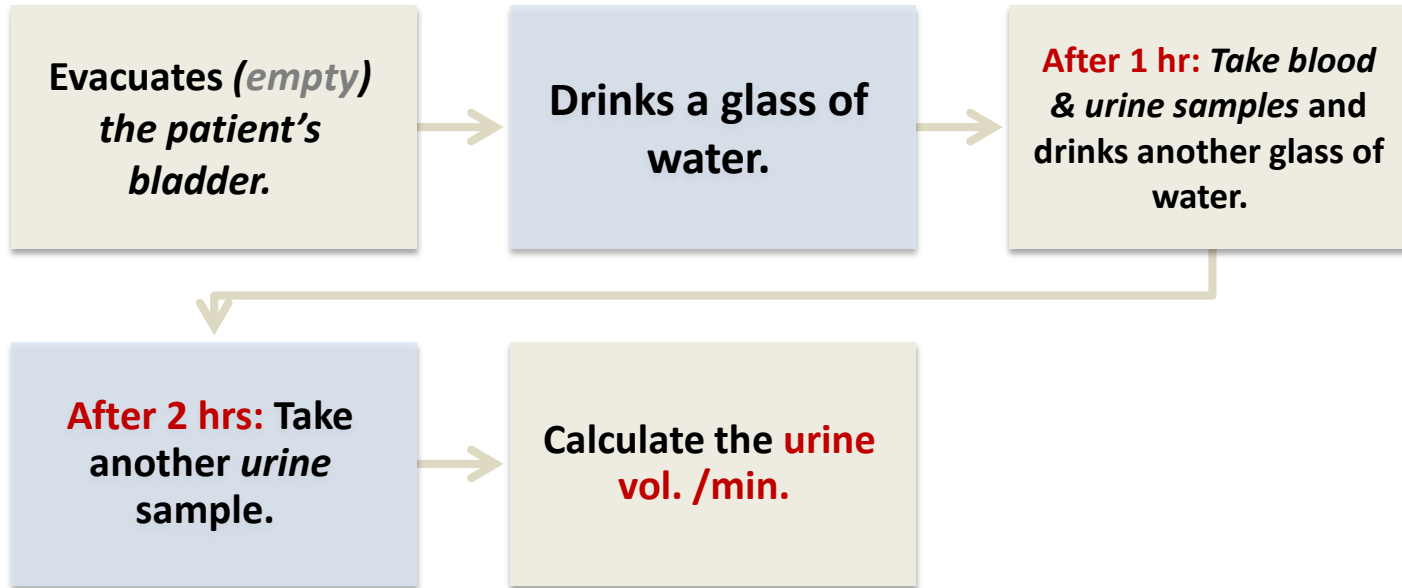 Evacuates (empty)
the patient’s
bladder.
Drinks a glass of
water.
After 1 hr: Take blood
& urine samples and
drinks another glass of
water.
After 2 hrs: Take
another urine
sample.
Calculate the urine
vol. /min.